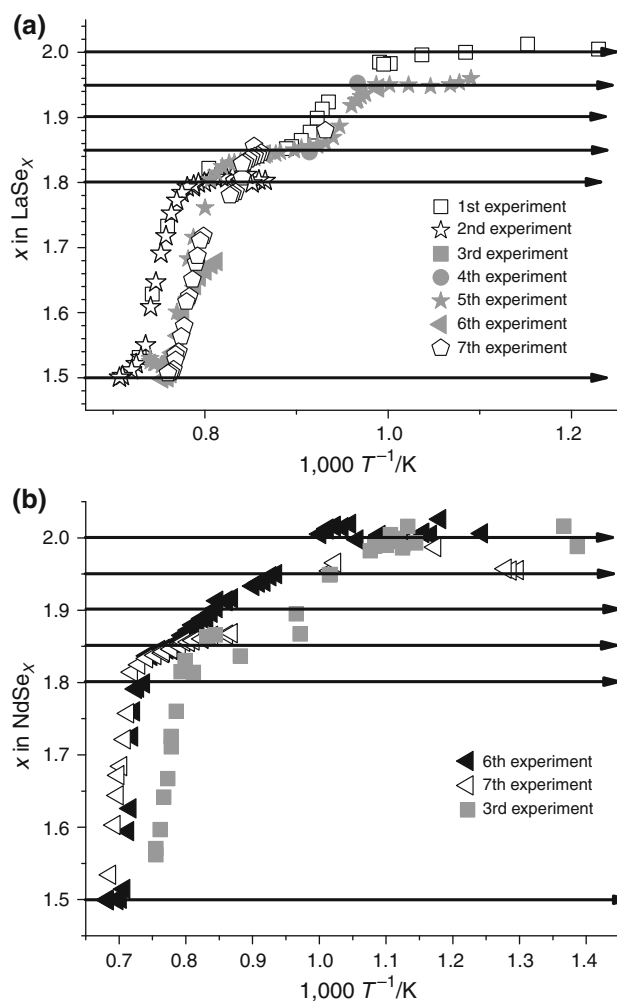 (a)
2.0
1.9
1.8
1.7
1.6
1.5
x in LaSeX
1st experiment
2nd experiment
3rd experiment
4th experiment
5th experiment
6th experiment
7th experiment
0.8 1.0 1.2
1,000 T−1/K
(b)
2.0
1.9
1.8
1.7
1.6
1.5
x in NdSeX
6th experiment
7th experiment
3rd experiment
0.7 0.8 0.9 1.0 1.1 1.2 1.3 1.4
1,000 T−1/K